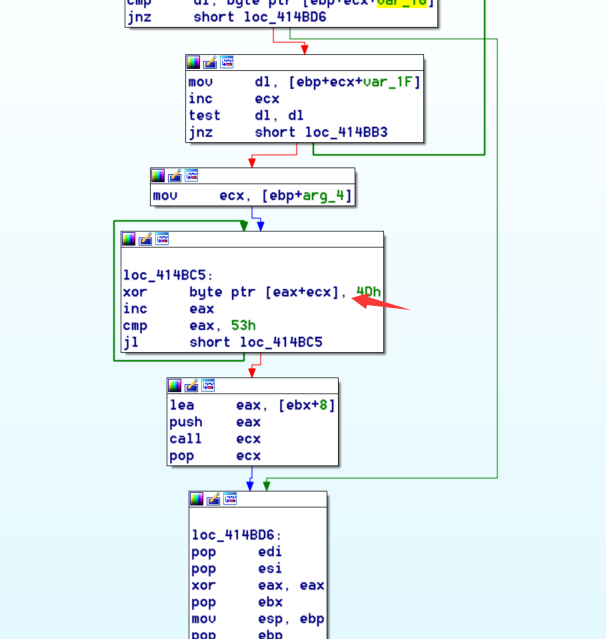 cmp dl, byte ptr [ebp+ecx+var_16]
jnz short loc_414BD6
mov dl, [ebp+ecx+var_1F]
inc ecx
test dl, dl
jnz short loc_414BB3
mov ecx, [ebp+arg_4]
loc_414BC5:
xor byte ptr [eax+ecx], 4Dh
inc eax
cmp eax, 53h
jl short loc_414BC5
lea eax, [ebx+8]
push eax
call ecx
pop ecx
loc_414BD6:
pop edi
pop esi
xor eax, eax
pop ebx
mov esp, ebp
pop ebp